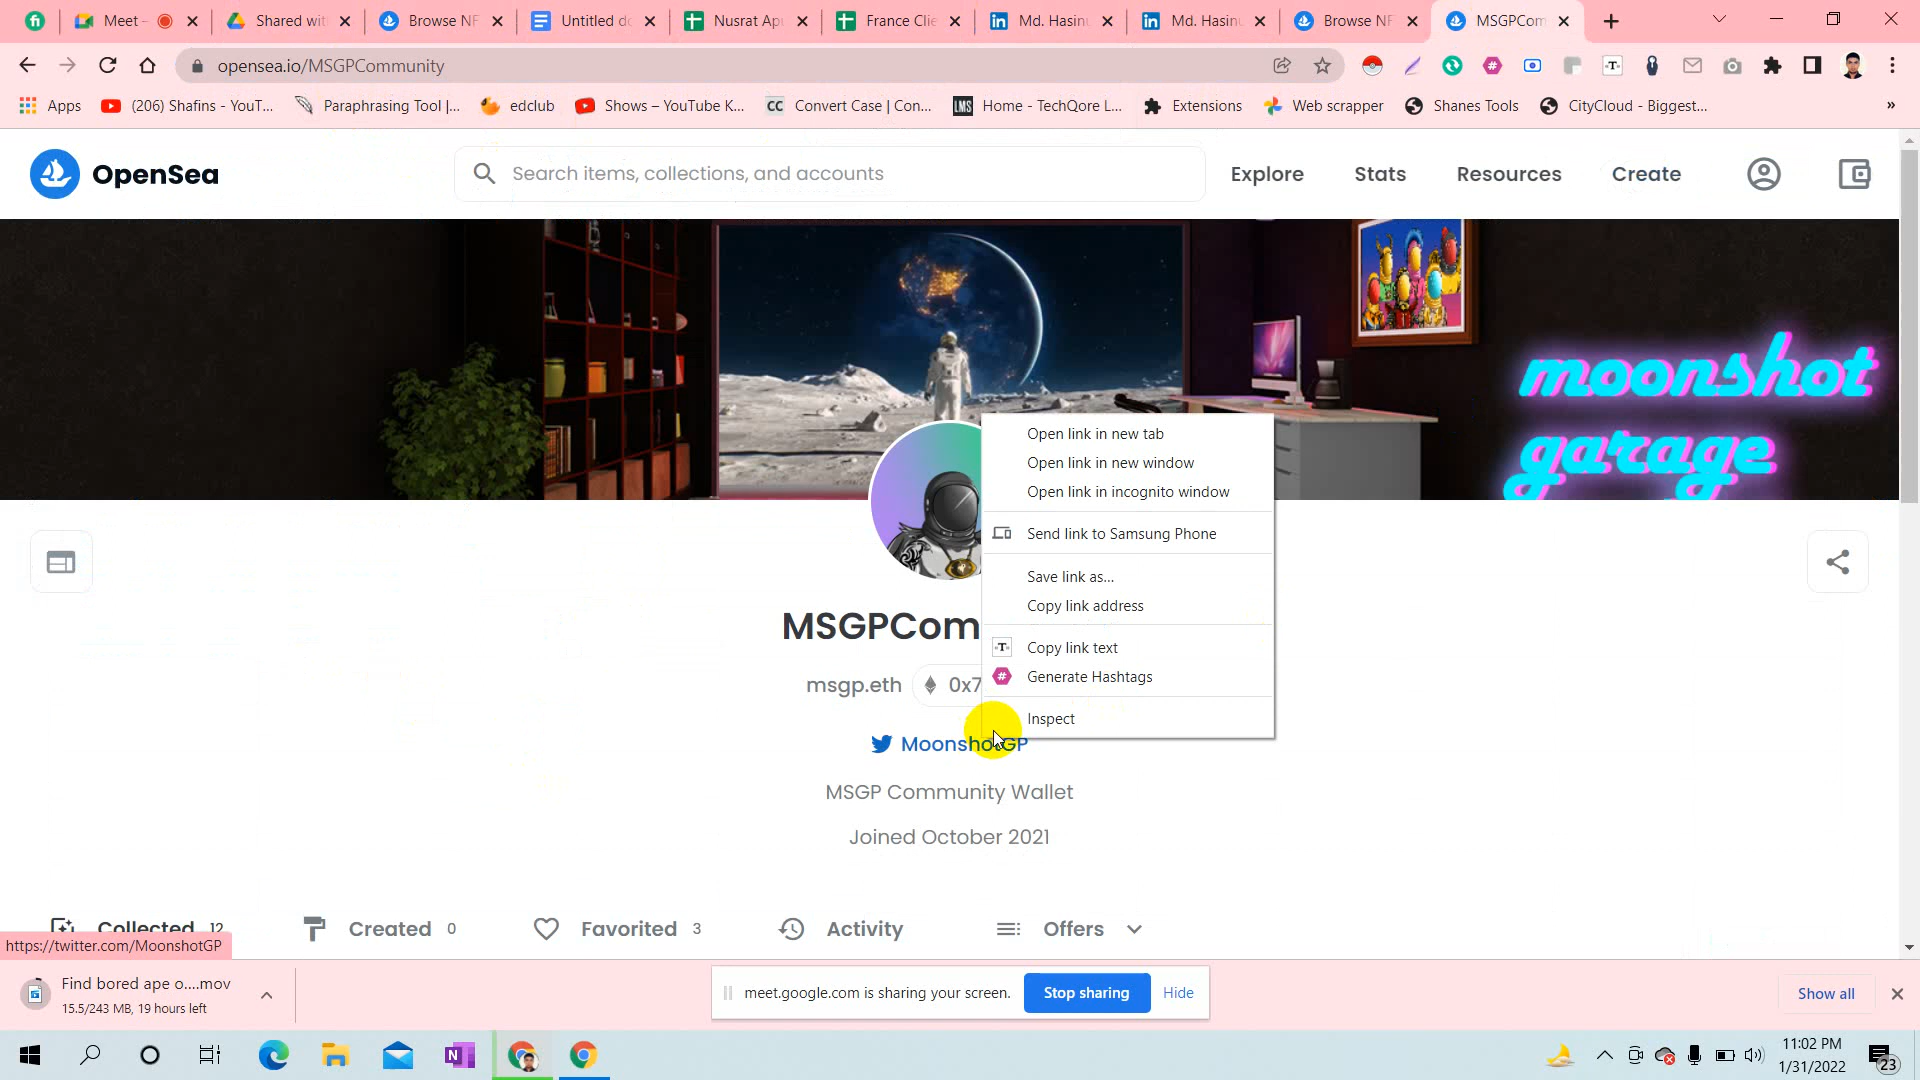 Meet -
Shared wit
Browse NF
Untitled do
Nusrat Ap
France Clie
Md. Hasinu
Md. Hasinu
Browse NF
MSGPCom
opensea.io/MSGPCommunity
Apps
(206) Shafins - YouT...
Paraphrasing Tool |...
edclub
Shows – YouTube K...
CC Convert Case | Con...
LMS Home - TechQore L...
Extensions
Web scrapper
Shanes Tools
CityCloud - Biggest...
»
OpenSea
Search items, collections, and accounts
Explore
Stats
Resources
Create
moonshot
garage
Open link in new tab
Open link in new window
Open link in incognito window
Send link to Samsung Phone
Save link as...
Copy link address
Copy link text
Generate Hashtags
Inspect
MSGPCom
msgp.eth 0x7
MoonshotGP
MSGP Community Wallet
Joined October 2021
Collected 12
Created 0
Favorited 3
Activity
Offers
https://twitter.com/MoonshotGP
Find bored ape o....mov
15.5/243 MB, 19 hours left
meet.google.com is sharing your screen.
Stop sharing
Hide
Show all
11:02 PM
1/31/2022
23